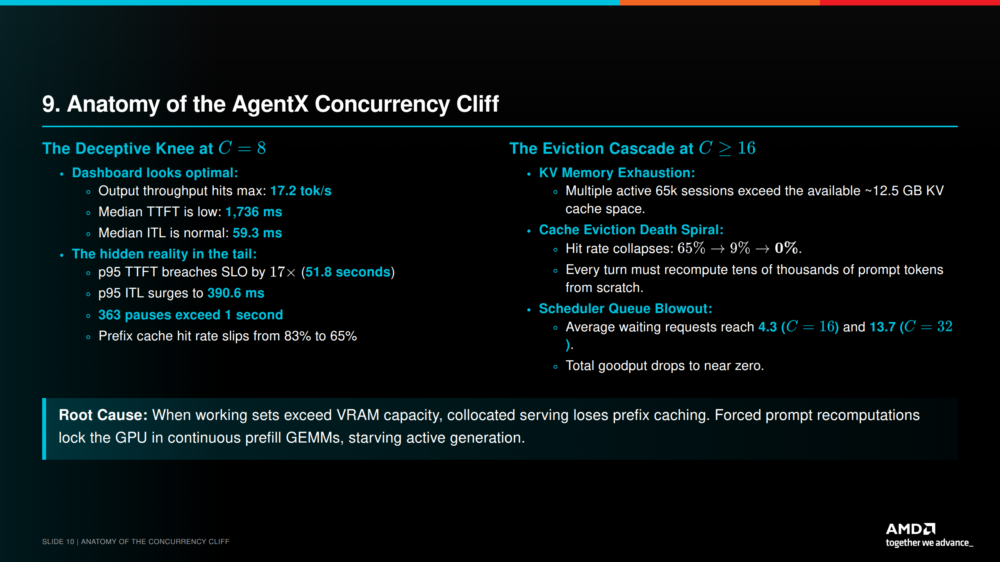 9. Anatomy of the AgentX Concurrency Cliff
The Deceptive Knee at C = 8
• Dashboard looks optimal:
◦ Output throughput hits max: 17.2 tok/s
◦ Median TTFT is low: 1,736 ms
◦ Median ITL is normal: 59.3 ms
• The hidden reality in the tail:
◦ p95 TTFT breaches SLO by 17× (51.8 seconds)
◦ p95 ITL surges to 390.6 ms
◦ 363 pauses exceed 1 second
◦ Prefix cache hit rate slips from 83% to 65%
The Eviction Cascade at C ≥ 16
• KV Memory Exhaustion:
◦ Multiple active 65k sessions exceed the available ~12.5 GB KV
cache space.
• Cache Eviction Death Spiral:
◦ Hit rate collapses: 65% → 9% → 0%.
◦ Every turn must recompute tens of thousands of prompt tokens
from scratch.
• Scheduler Queue Blowout:
◦ Average waiting requests reach 4.3 (C = 16) and 13.7 (C = 32
).
◦ Total goodput drops to near zero.
Root Cause: When working sets exceed VRAM capacity, collocated serving loses prefix caching. Forced prompt recomputations
lock the GPU in continuous prefill GEMMs, starving active generation.
SLIDE 10 | ANATOMY OF THE CONCURRENCY CLIFF
AMD
together we advance_